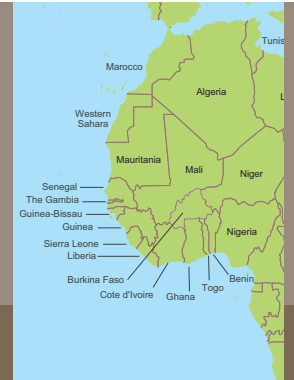 Tunis
Marocco
Algeria
L
Western
Sahara
Mauritania
Mali
Niger
Senegal
The Gambia
Guinea-Bissau
Guinea
Nigeria
Sierra Leone
Liberia
Burkina Faso
Benin
Togo
Cote d'Ivoire
Ghana